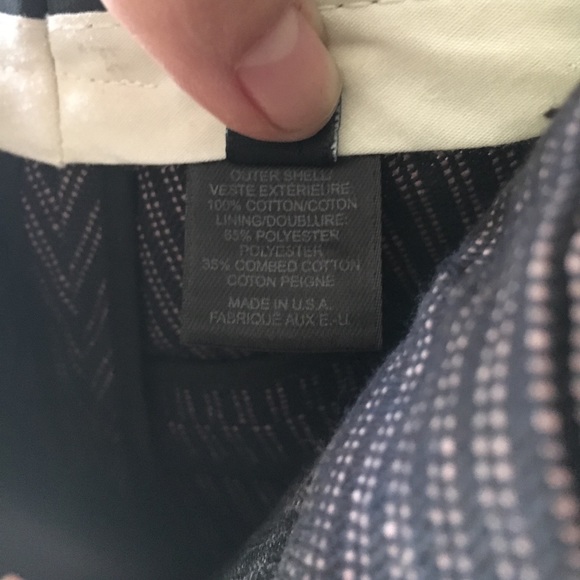 OUTER SHELL/
VESTE EXTÉRIEURE:
100% COTTON/COTON
LINING/DOUBLURE:
65% POLYESTER
POLYESTER
35% COMBED COTTON
COTON PEIGNÉ
MADE IN U.S.A.
FABRIQUÉ AUX É.-U.